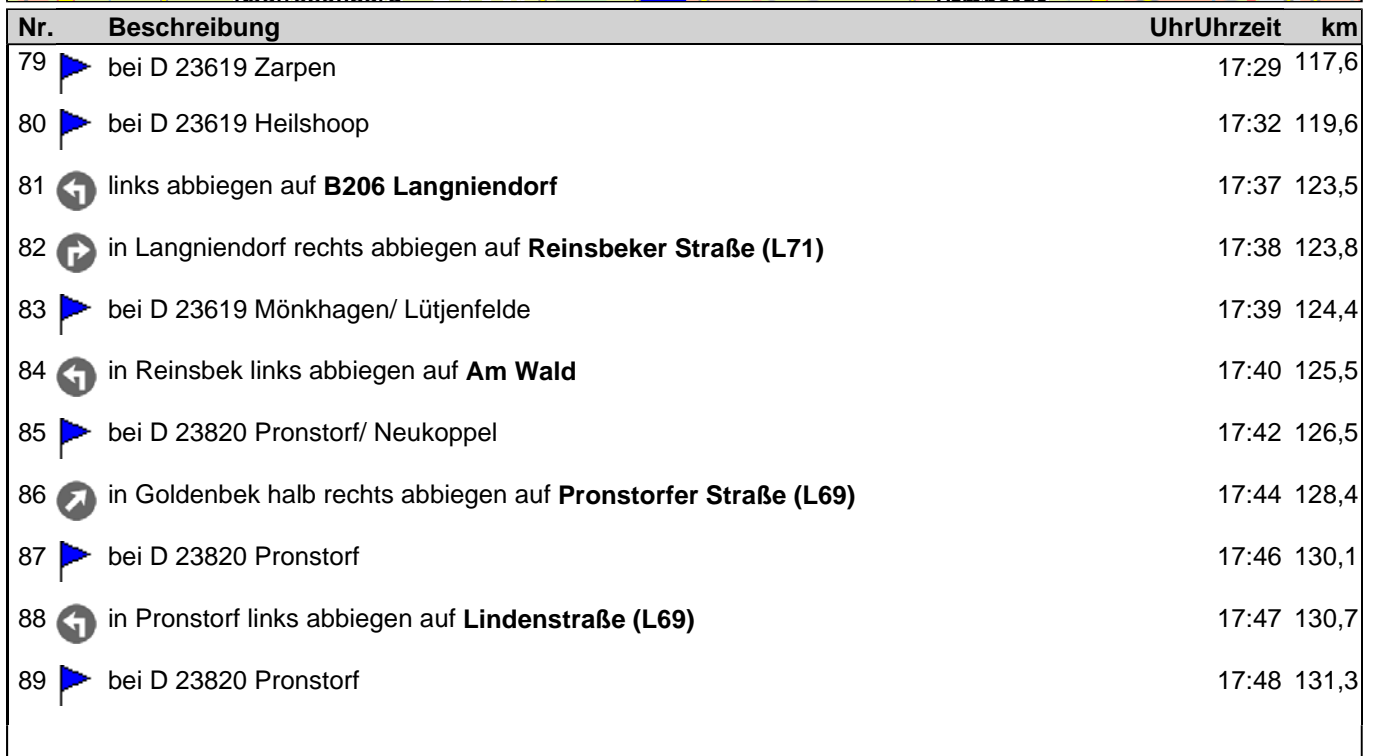 Nr. Beschreibung UhrUhrzeit km
79 bei D 23619 Zarpen 17:29 117,6
80 bei D 23619 Heilshoop 17:32 119,6
81 links abbiegen auf B206 Langniendorf 17:37 123,5
82 in Langniendorf rechts abbiegen auf Reinsbeker Straße (L71) 17:38 123,8
83 bei D 23619 Mönkhagen/ Lütjenfelde 17:39 124,4
84 in Reinsbek links abbiegen auf Am Wald 17:40 125,5
85 bei D 23820 Pronstorf/ Neukoppel 17:42 126,5
86 in Goldenbek halb rechts abbiegen auf Pronstorfer Straße (L69) 17:44 128,4
87 bei D 23820 Pronstorf 17:46 130,1
88 in Pronstorf links abbiegen auf Lindenstraße (L69) 17:47 130,7
89 bei D 23820 Pronstorf 17:48 131,3